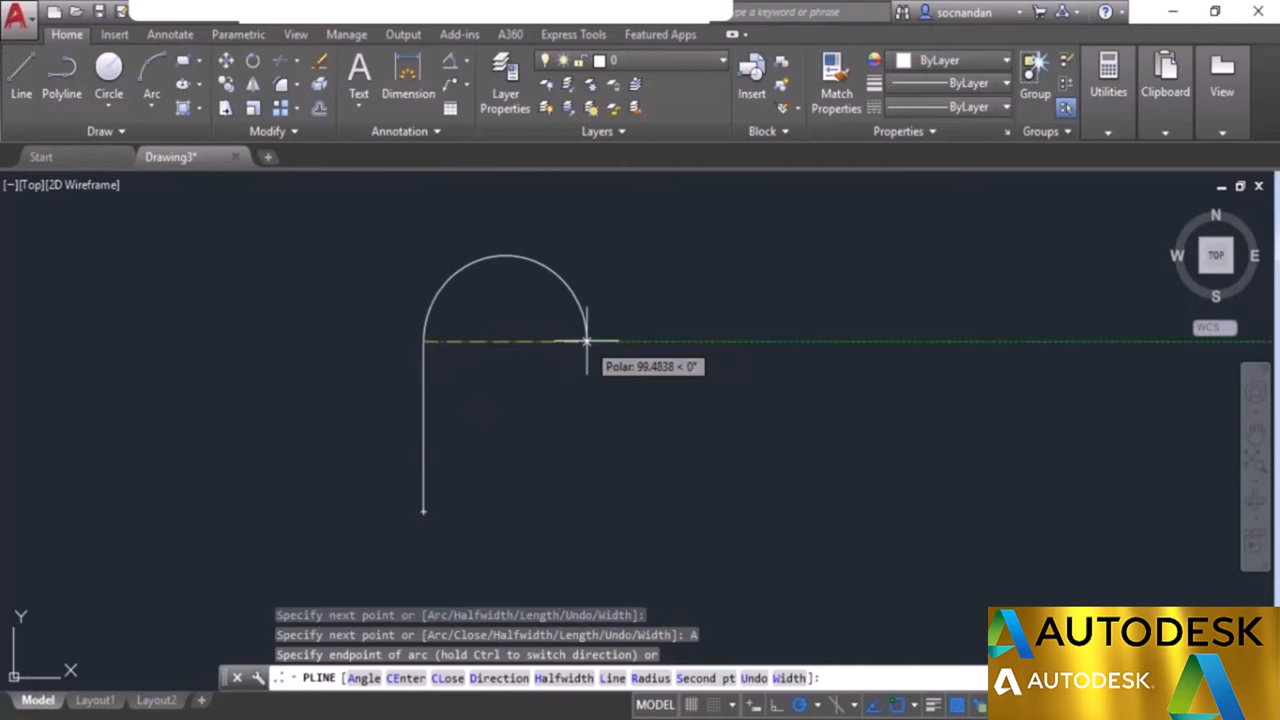 A
pe a keyword or phrase socnandan
Home Insert Annotate Parametric View Manage Output Add-ins A360 Express Tools Featured Apps
Line Polyline Circle Arc Text Dimension Layer Properties 0 Insert Match Properties ByLayer ByLayer ByLayer Group Utilities Clipboard View
Draw Modify Annotation Layers Block Properties Groups
Start Drawing3* +
[−][Top][2D Wireframe]
N
W TOP E
S
WCS
Polar: 99.4838 < 0°
Y
X
Specify next point or [Arc/Halfwidth/Length/Undo/Width]:
Specify next point or [Arc/Close/Halfwidth/Length/Undo/Width]: A
Specify endpoint of arc (hold Ctrl to switch direction) or
PLINE [Angle CEnter CLose Direction Halfwidth Line Radius Second pt Undo Width]:
Model Layout1 Layout2 + MODEL
AUTODESK
AUTODESK.